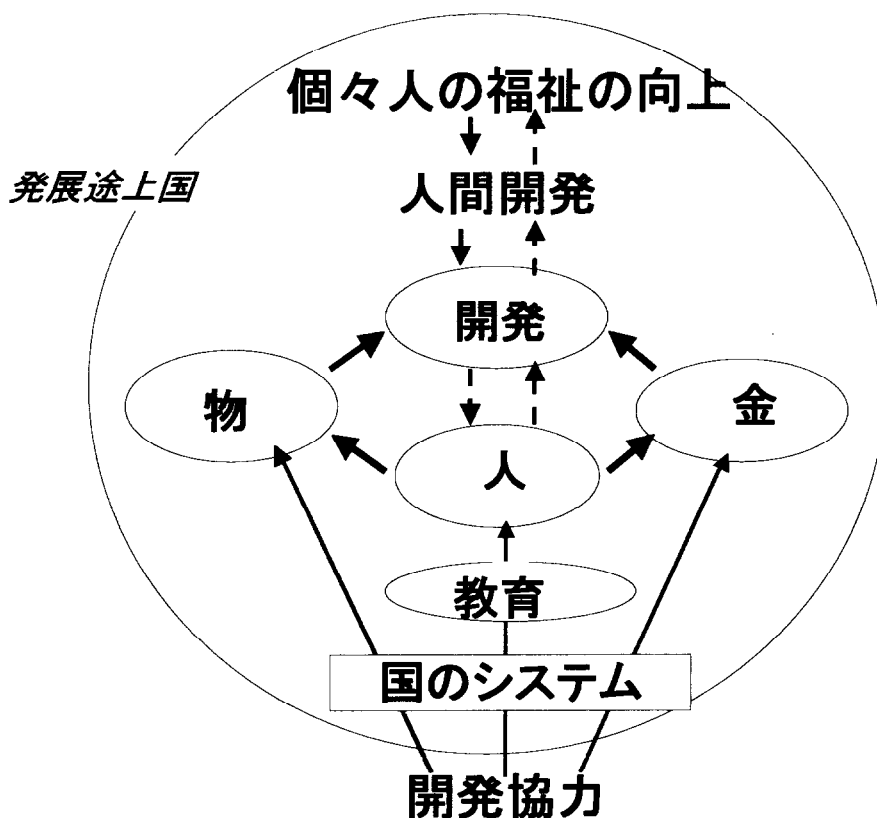 個々人の福祉の向上
発展途上国
人間開発
開発
物
金
人
教育
国のシステム
開発協力